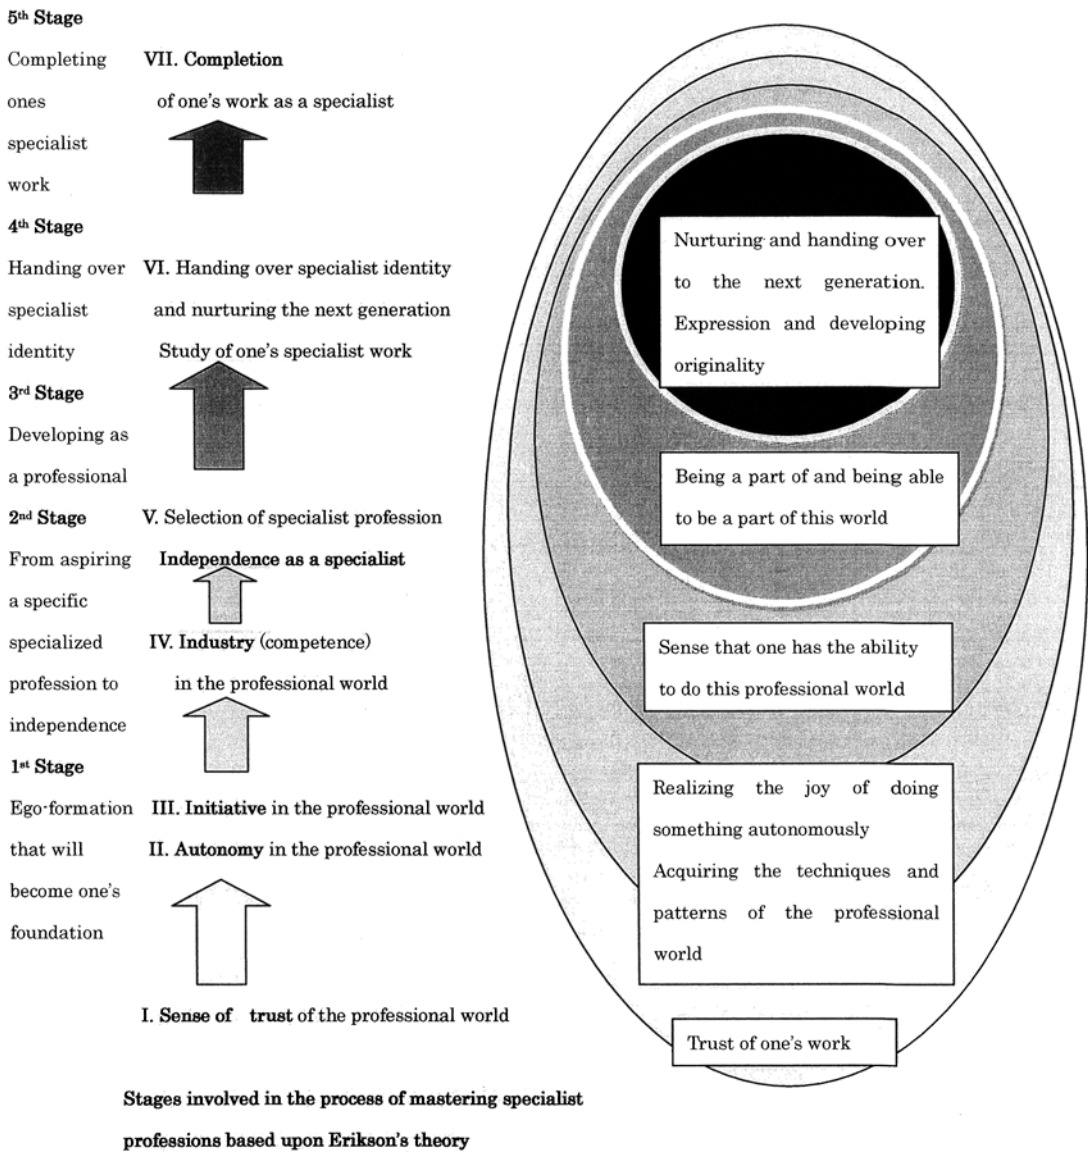 5th Stage
Completing
ones
specialist
work
VII. Completion
of one's work as a specialist
4th Stage
Handing over
specialist
identity
VI. Handing over specialist identity
and nurturing the next generation
Study of one's specialist work
3rd Stage
Developing as
a professional
2nd Stage
From aspiring
a specific
specialized
profession to
independence
V. Selection of specialist profession
Independence as a specialist
IV. Industry (competence)
in the professional world
1st Stage
Ego-formation
that will
become one's
foundation
III. Initiative in the professional world
II. Autonomy in the professional world
I. Sense of trust of the professional world
Nurturing and handing over
to the next generation.
Expression and developing
originality
Being a part of and being able
to be a part of this world
Sense that one has the ability
to do this professional world
Realizing the joy of doing
something autonomously
Acquiring the techniques and
patterns of the professional
world
Trust of one's work
Stages involved in the process of mastering specialist
professions based upon Erikson's theory